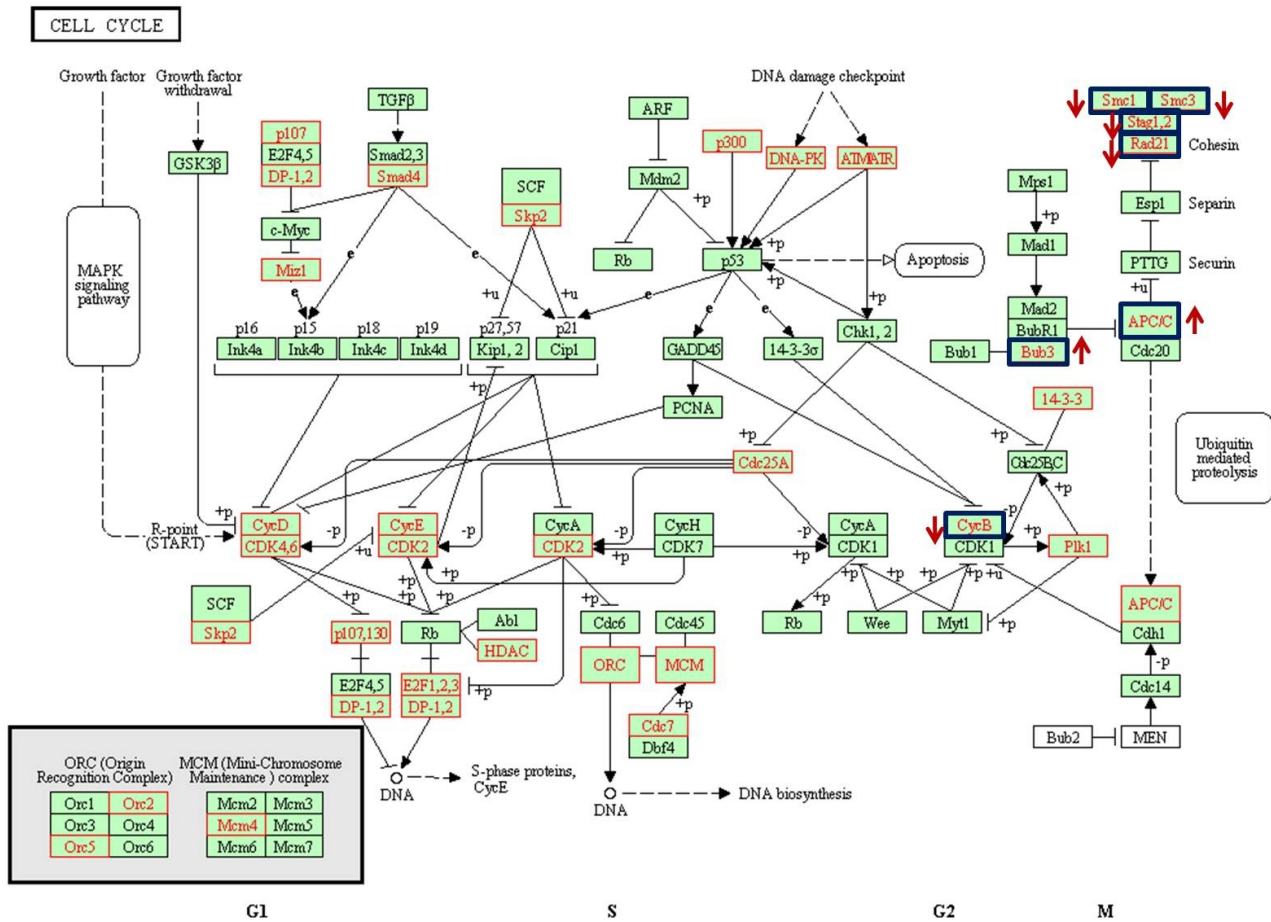 CELL CYCLE
Growth factor
Growth factor
withdrawal
TGFβ
ARF
DNA damage checkpoint
Smc1
Smc3
Stag1,2
Rad21
Cohesin
p107
E2F4,5
DP-1,2
GSK3β
Smad2,3
Smad4
SCF
Skp2
p300
DNA-PK
ATM/ATR
Mdm2
+p
Mps1
+p
Esp1
Separin
c-Myc
Miz1
MAPK
signaling
pathway
Rb
p53
+p
Apoptosis
Mad1
PTTG
Securin
+u
e
e
e
+u
+u
e
e
+p
+p
Mad2
BubR1
Bub1
Bub3
APC/C
Cdc20
p16
p15
p18
p19
p27,57
p21
Ink4a
Ink4b
Ink4c
Ink4d
Kip1, 2
Cip1
GADD45
14-3-3σ
Chk1, 2
+p
PCNA
14-3-3
Ubiquitin
mediated
proteolysis
+p
Cdc25A
+p
Cdc25B,C
+p
R-point
(START)
+p
CycD
CDK4,6
-p
CycE
CDK2
-p
CycA
CDK2
-p
+p
CycH
CDK7
+p
-p
CycA
CDK1
CycB
CDK1
-p
+p
Plk1
+u
+p
+p
+p
+p
+p
+p
+p
+p
+p
+u
+p
SCF
Skp2
p107,130
Rb
Abl
HDAC
Cdc6
Cdc45
ORC
MCM
Rb
Wee
Myt1
APC/C
Cdh1
-p
Cdc14
E2F4,5
DP-1,2
E2F1,2,3
DP-1,2
+p
+p
Cdc7
Dbf4
Bub2
MEN
DNA
S-phase proteins,
CycE
DNA
DNA biosynthesis
ORC (Origin
Recognition Complex)
MCM (Mini-Chromosome
Maintenance ) complex
Orc1
Orc2
Mcm2
Mcm3
Orc3
Orc4
Mcm4
Mcm5
Orc5
Orc6
Mcm6
Mcm7
G1
S
G2
M